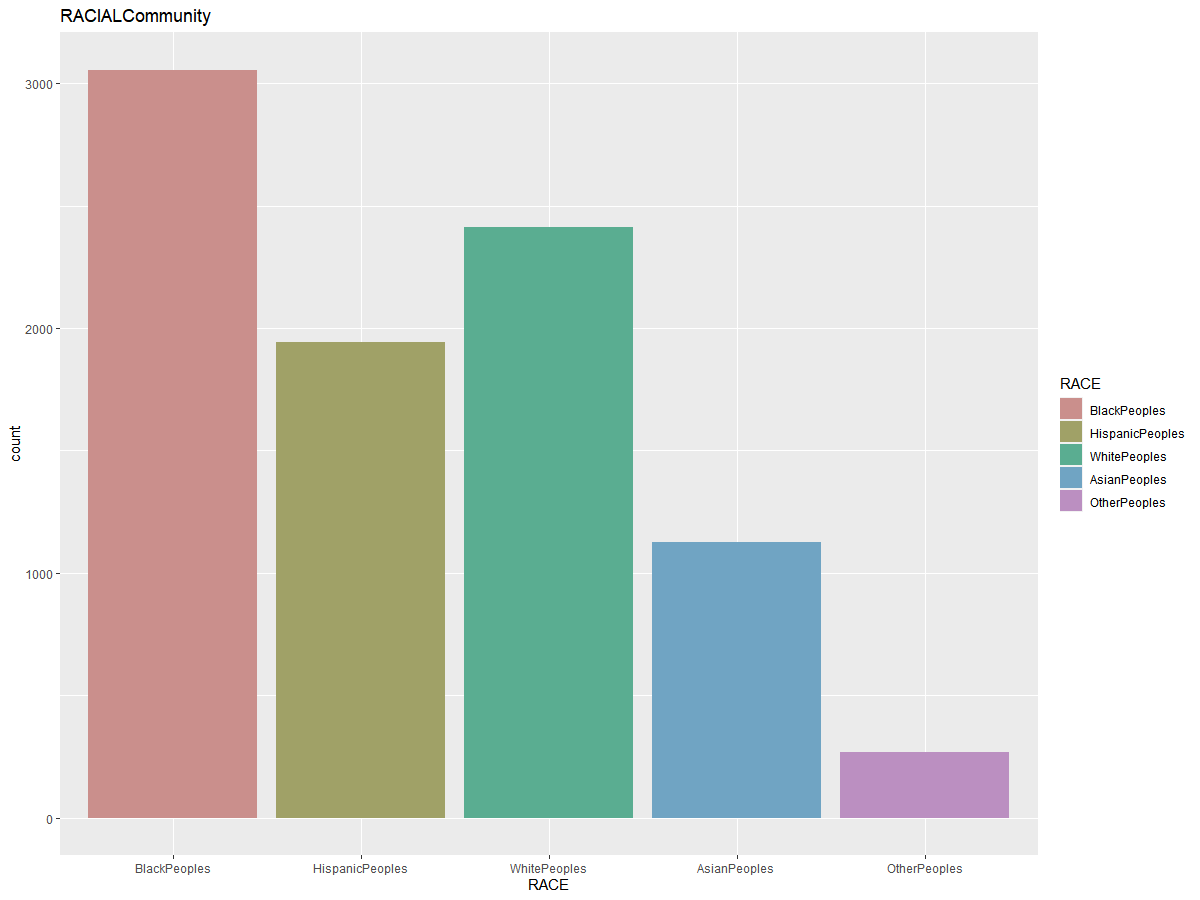 RACIALCommunity
3000
2000
1000
0
count
BlackPeoples
HispanicPeoples
WhitePeoples
AsianPeoples
OtherPeoples
RACE
RACE
BlackPeoples
HispanicPeoples
WhitePeoples
AsianPeoples
OtherPeoples